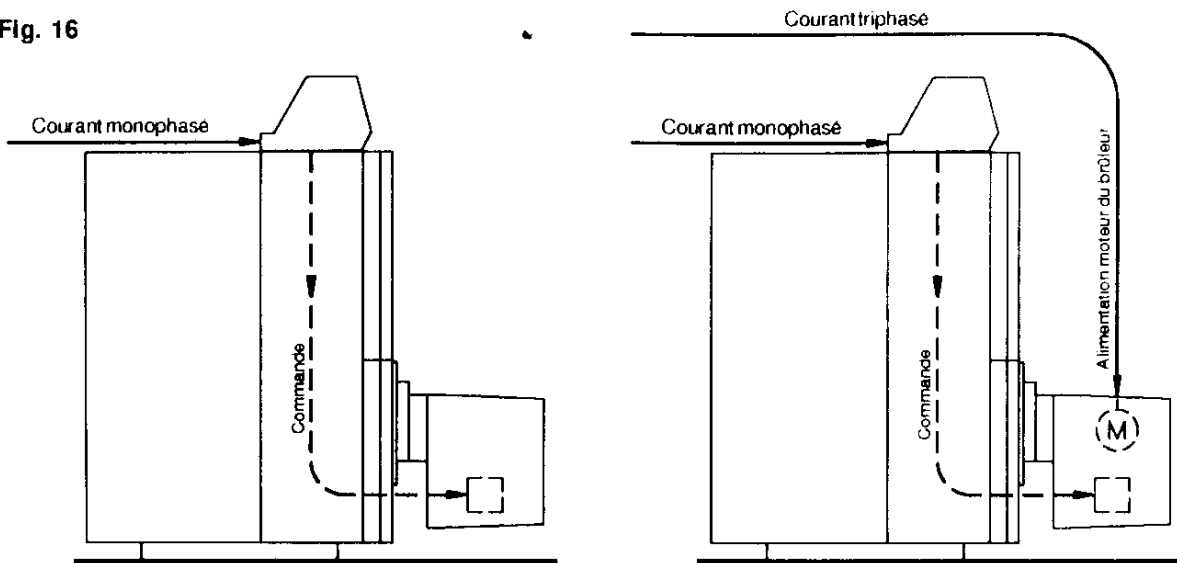 Fig. 16
Courant monophasé
Commande
Courant triphasé
Courant monophasé
Alimentation moteur du brûleur
Commande
M